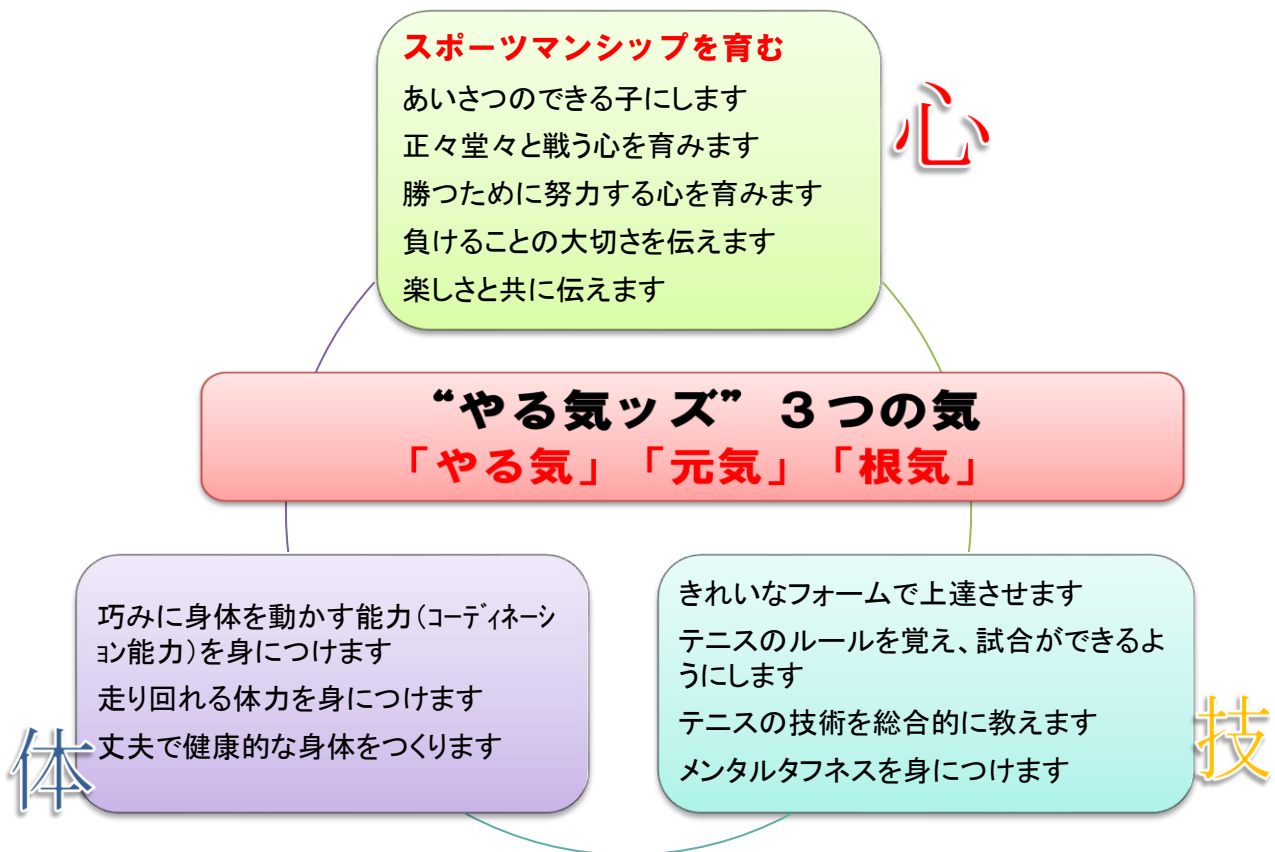 スポーツマンシップを育む
あいさつのできる子にします
正々堂々と戦う心を育みます
勝つために努力する心を育みます
負けることの大切さを伝えます
楽しさと共に伝えます
心
“やる気ッズ”３つの気
「やる気」「元気」「根気」
巧みに身体を動かす能力（ｺｰﾃﾞｨﾈｰｼ
ｮﾝ能力）を身につけます
走り回れる体力を身につけます
丈夫で健康的な身体をつくります
体
きれいなフォームで上達させます
テニスのルールを覚え、試合ができるよ
うにします
テニスの技術を総合的に教えます
メンタルタフネスを身につけます
技